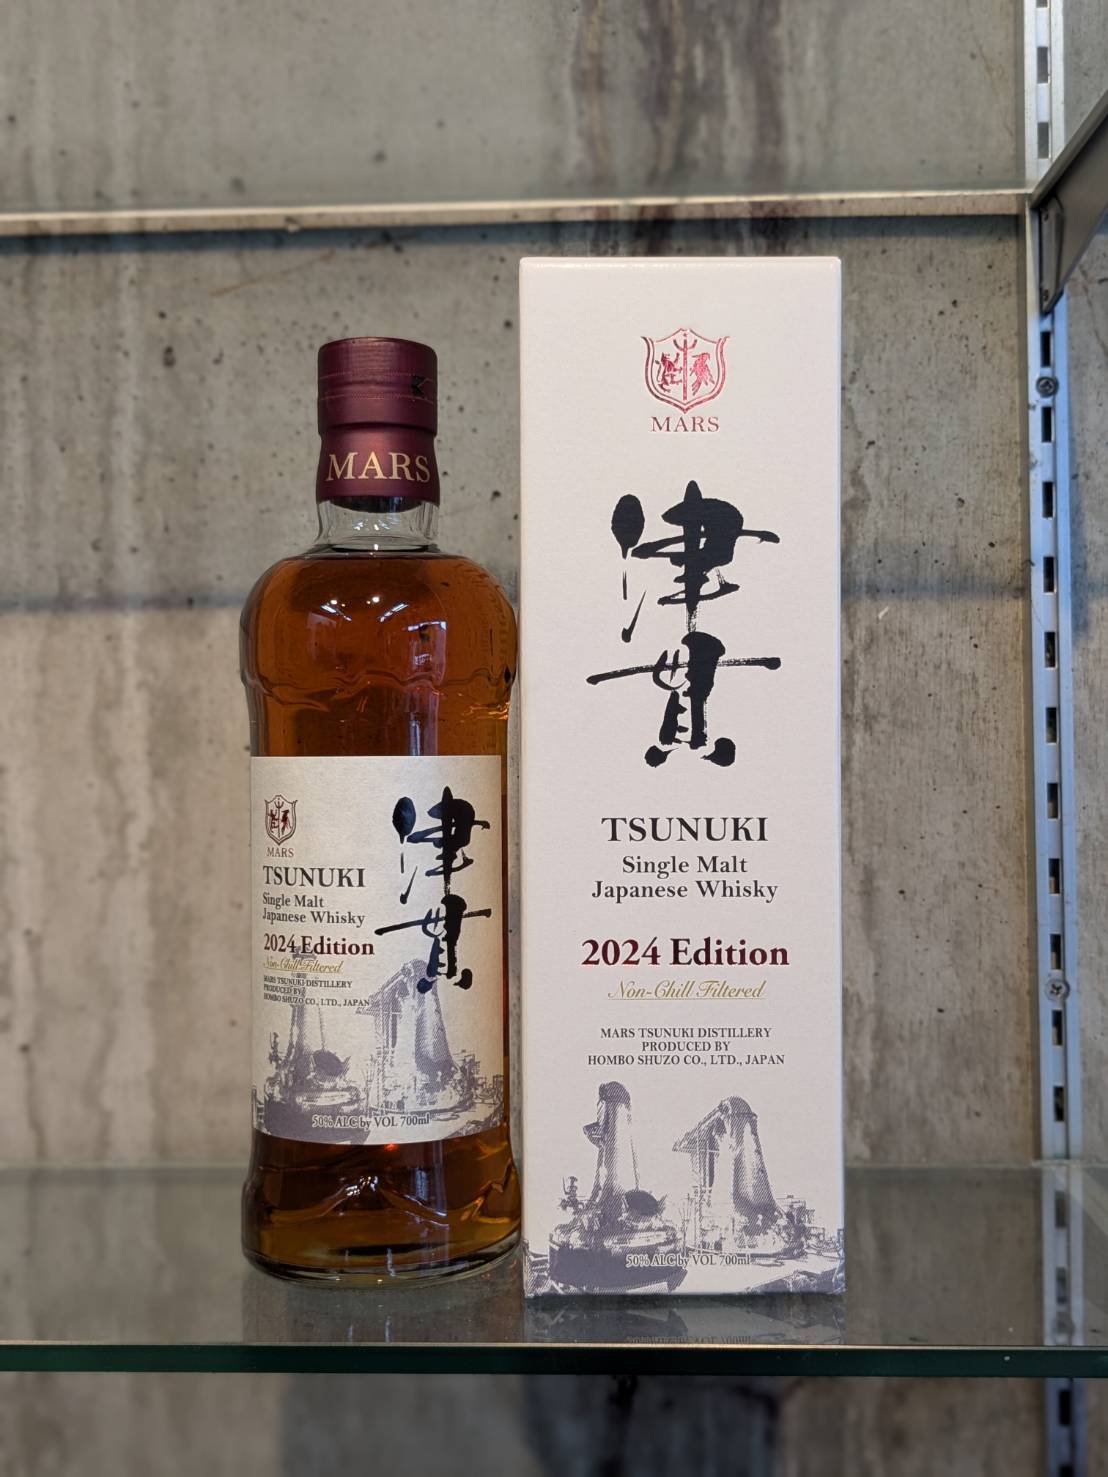 MARS
MARS
津貫
TSUNUKI
Single Malt
Japanese Whisky
2024 Edition
Non-Chill Filtered
MARS TSUNUKI DISTILLERY
PRODUCED BY
HOMBO SHUZO CO., LTD., JAPAN
50% ALC by VOL 700ml
MARS
津貫
TSUNUKI
Single Malt
Japanese Whisky
2024 Edition
Non-Chill Filtered
MARS TSUNUKI DISTILLERY
PRODUCED BY
HOMBO SHUZO CO., LTD., JAPAN
50% ALC by VOL 700ml